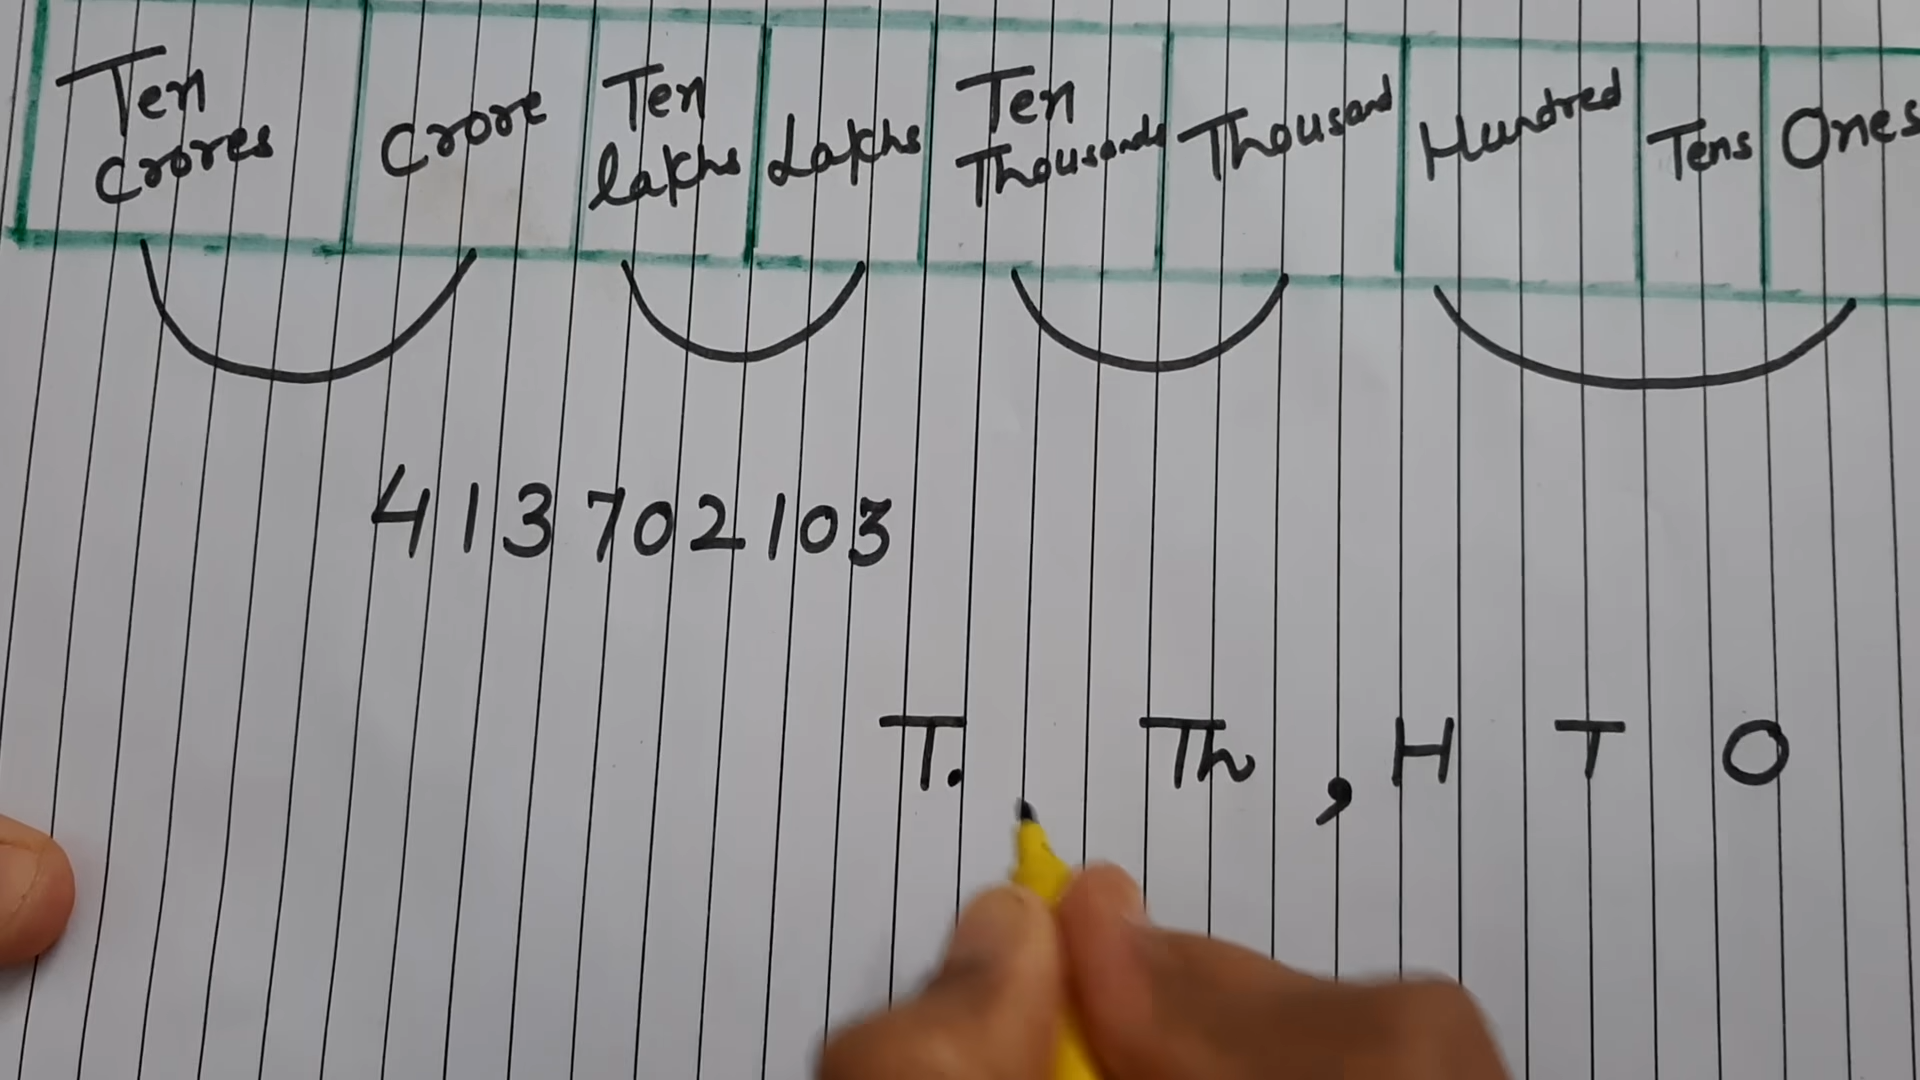 Ten crores crore Ten lakhs Lakhs Ten Thousands Thousand Hundred Tens Ones
413702103
T. Th , H T O